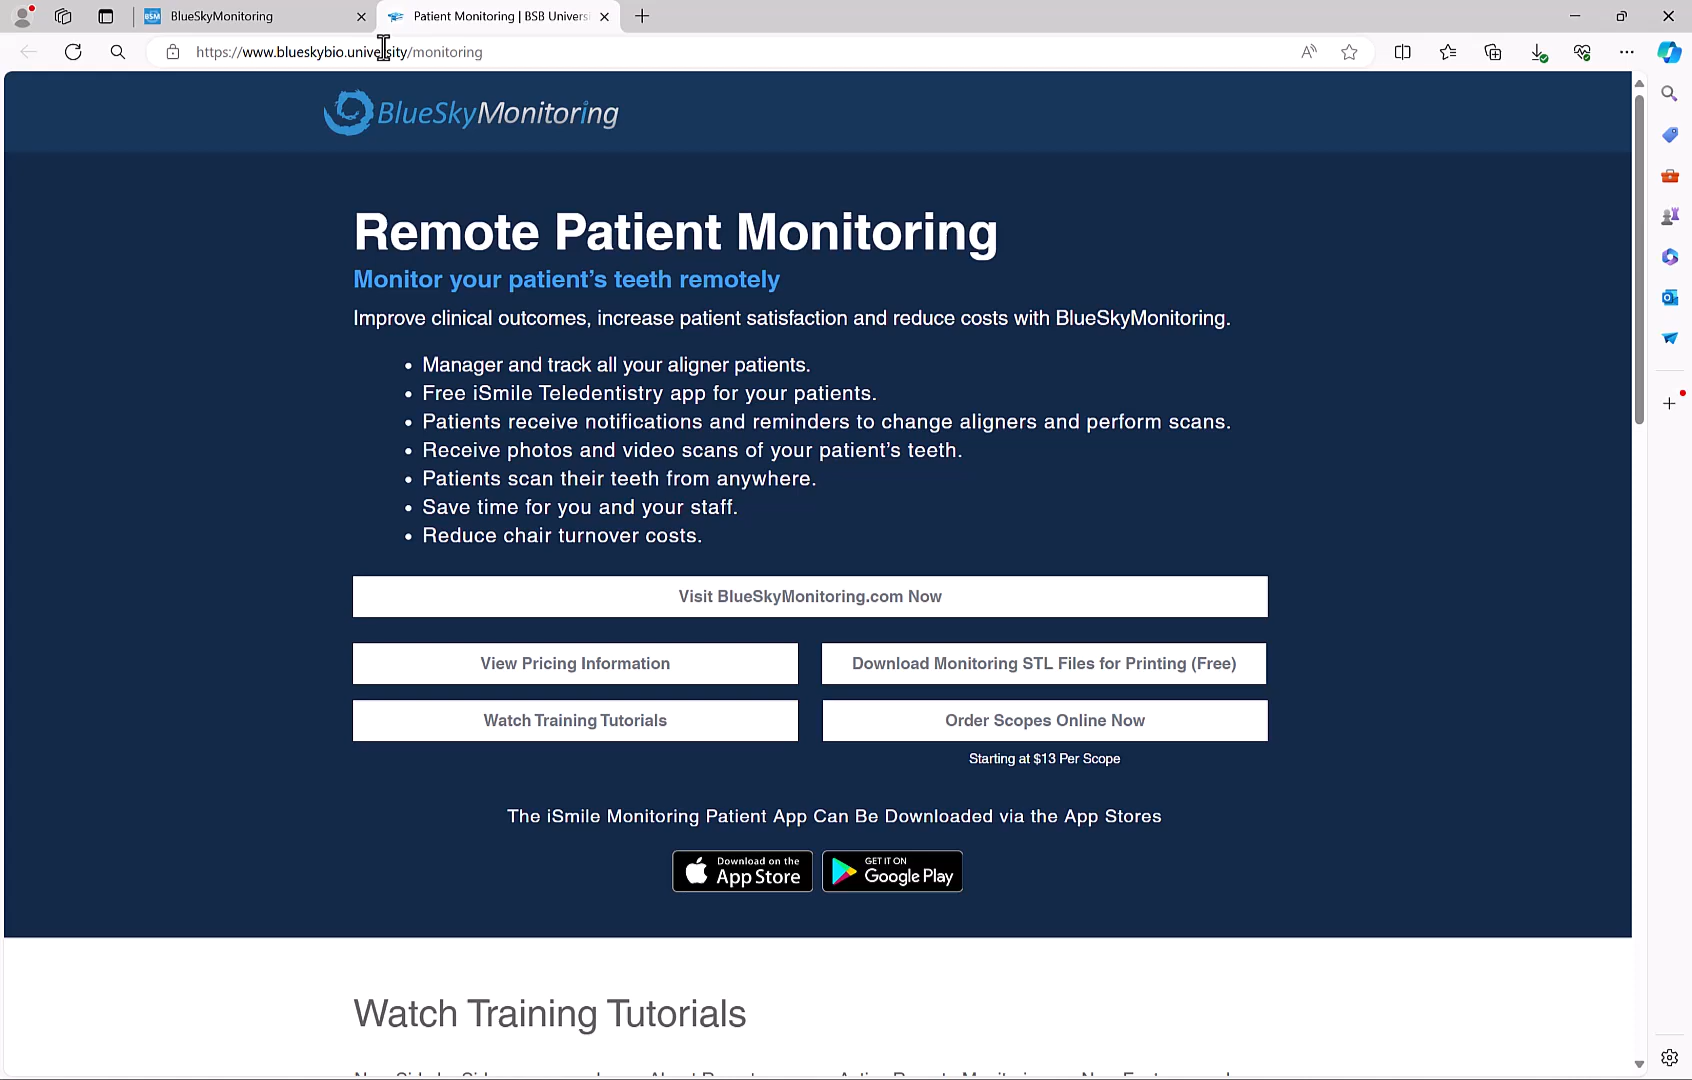 BSM BlueSkyMonitoring
Patient Monitoring | BSB Universi
https://www.blueskybio.university/monitoring
BlueSkyMonitoring
Remote Patient Monitoring
Monitor your patient's teeth remotely
Improve clinical outcomes, increase patient satisfaction and reduce costs with BlueSkyMonitoring.
• Manager and track all your aligner patients.
• Free iSmile Teledentistry app for your patients.
• Patients receive notifications and reminders to change aligners and perform scans.
• Receive photos and video scans of your patient's teeth.
• Patients scan their teeth from anywhere.
• Save time for you and your staff.
• Reduce chair turnover costs.
Visit BlueSkyMonitoring.com Now
View Pricing Information
Download Monitoring STL Files for Printing (Free)
Watch Training Tutorials
Order Scopes Online Now
Starting at $13 Per Scope
The iSmile Monitoring Patient App Can Be Downloaded via the App Stores
Download on the
App Store
GET IT ON
Google Play
Watch Training Tutorials